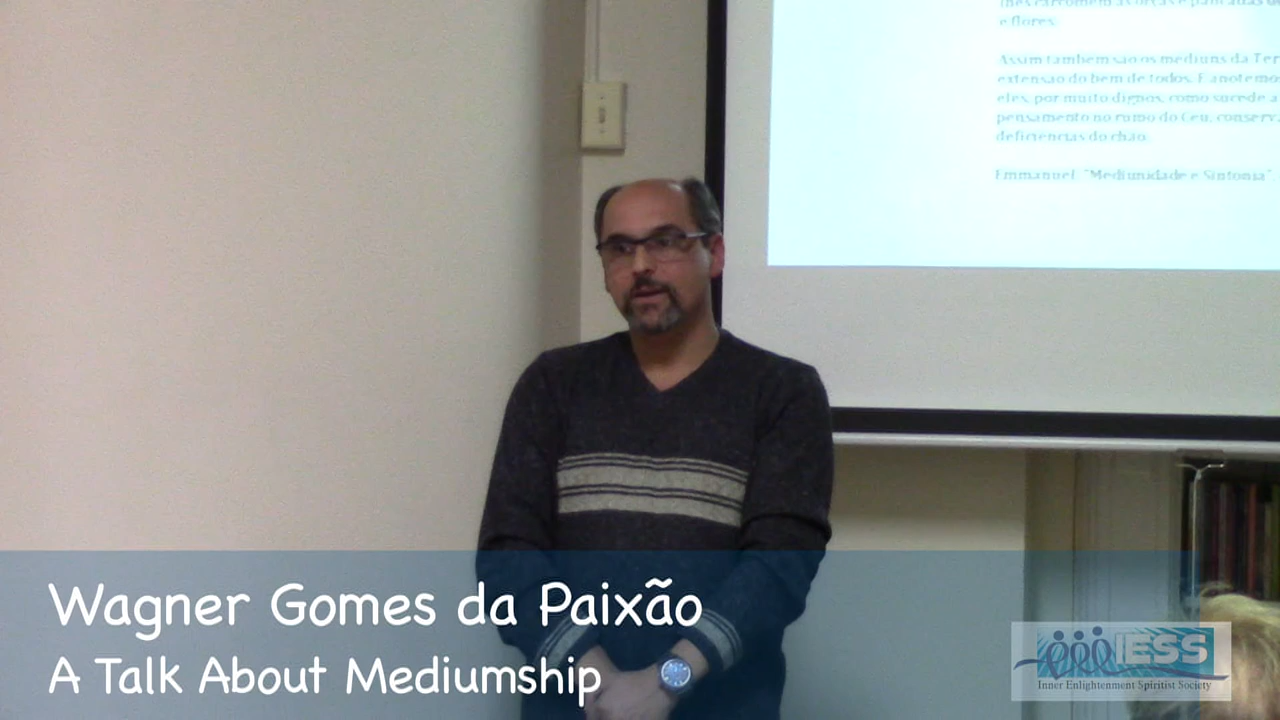 e flores.
Assim também são os médiuns da Ter
extensão do bem de todos. E anotemo
eles, por muito dignos, como sucede a
pensamento no rumo do Céu, conserv
deficiências do chão.
Emmanuel, "Mediunidade e Sintonia",
Wagner Gomes da Paixão
A Talk About Mediumship
IESS
Inner Enlightenment Spiritist Society